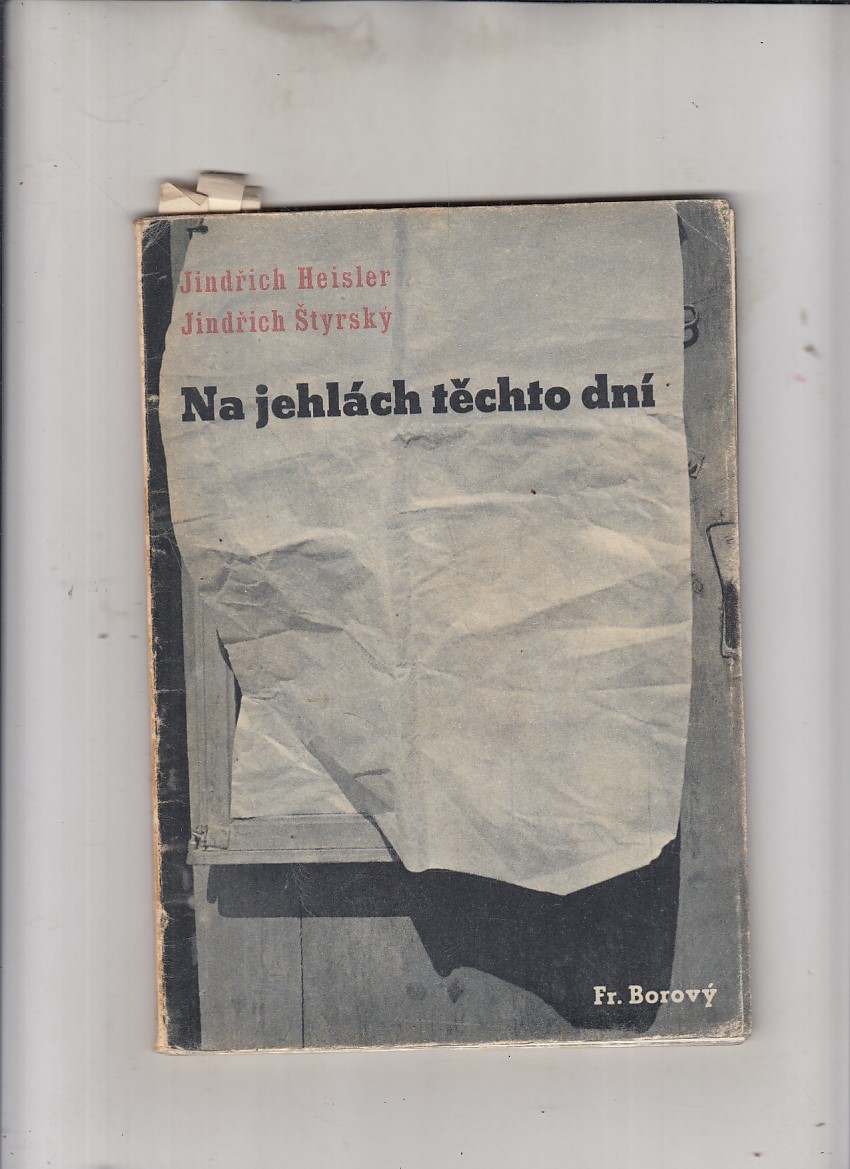 Jindřich Heisler
Jindřich Štyrský
Na jehlách těchto dní
Fr. Borový